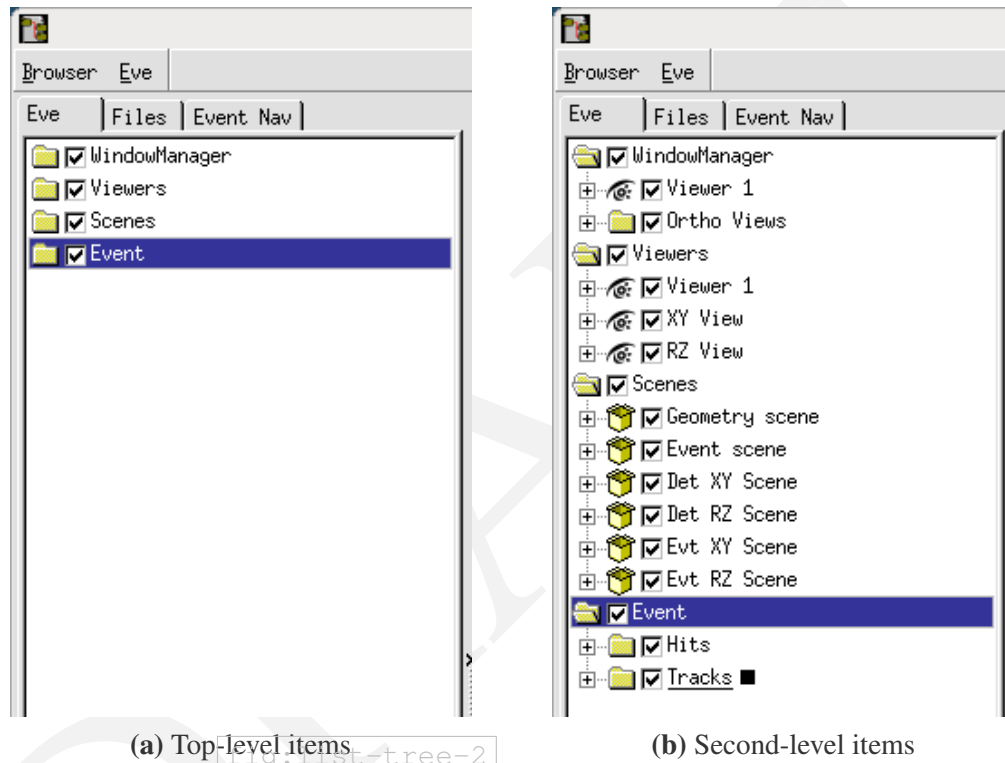 Browser Eve
Eve Files Event Nav
WindowManager
Viewers
Scenes
Event
(a) Top-level items
Browser Eve
Eve Files Event Nav
WindowManager
Viewer 1
Ortho Views
Viewers
Viewer 1
XY View
RZ View
Scenes
Geometry scene
Event scene
Det XY Scene
Det RZ Scene
Evt XY Scene
Evt RZ Scene
Event
Hits
Tracks
(b) Second-level items